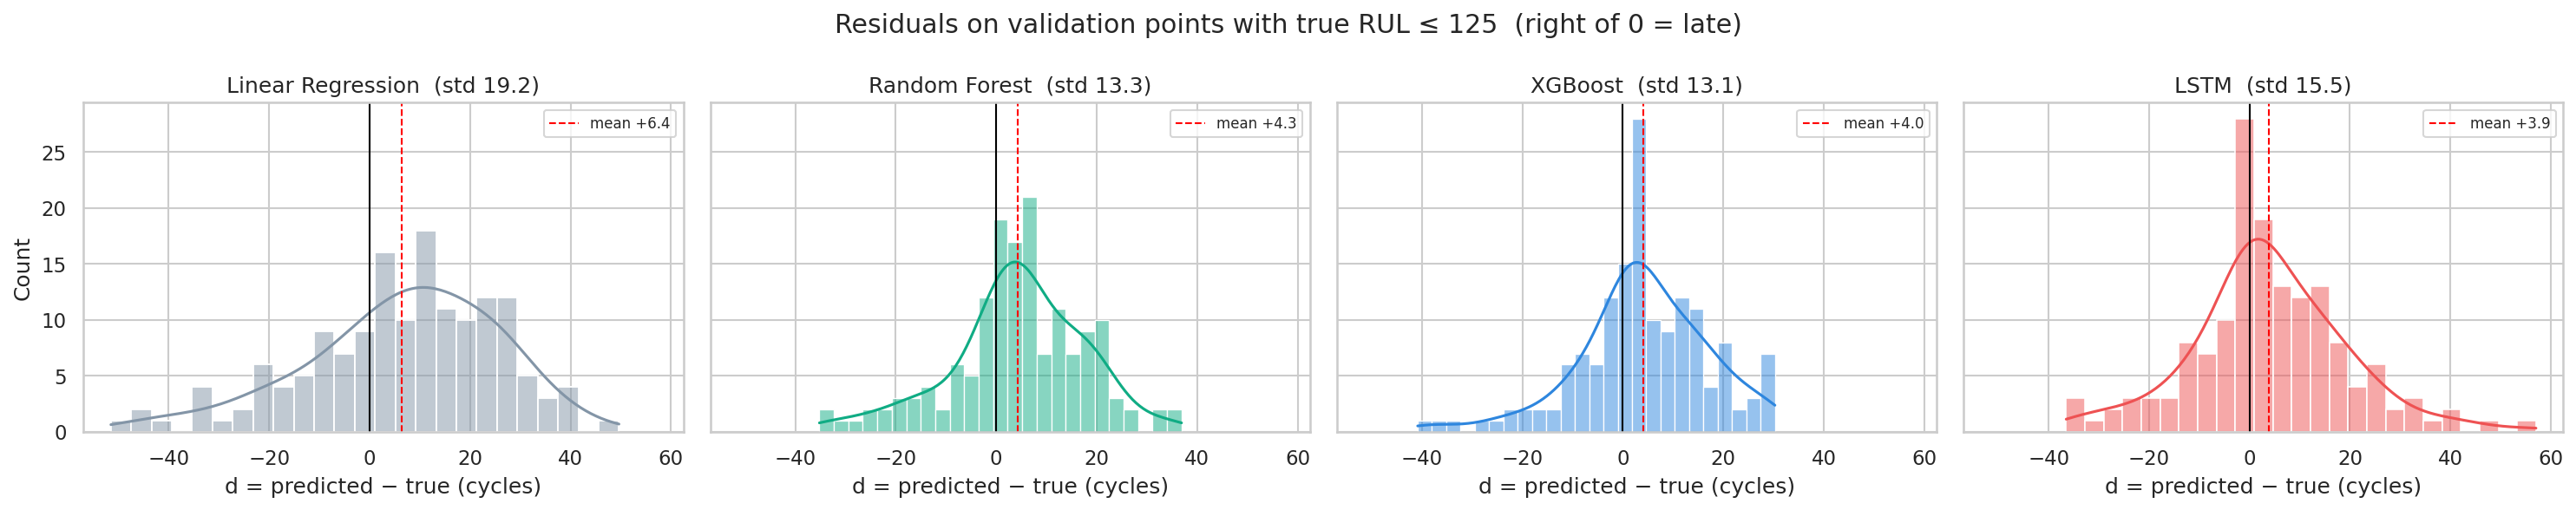 Residuals on validation points with true RUL ≤ 125  (right of 0 = late)
Linear Regression  (std 19.2)
Random Forest  (std 13.3)
XGBoost  (std 13.1)
LSTM  (std 15.5)
mean +6.4
mean +4.3
mean +4.0
mean +3.9
Count
25
20
15
10
5
0
−40 −20 0 20 40 60
−40 −20 0 20 40 60
−40 −20 0 20 40 60
−40 −20 0 20 40 60
d = predicted − true (cycles)
d = predicted − true (cycles)
d = predicted − true (cycles)
d = predicted − true (cycles)